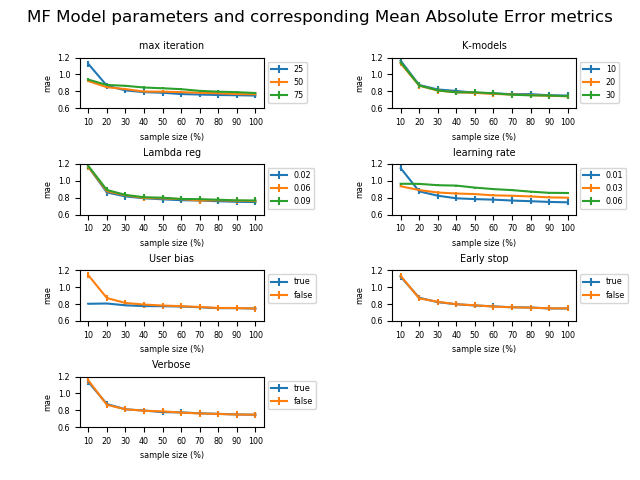 MF Model parameters and corresponding Mean Absolute Error metrics
max iteration
mae
1.2
1.0
0.8
0.6
10 20 30 40 50 60 70 80 90 100
sample size (%)
25
50
75
K-models
mae
1.2
1.0
0.8
0.6
10 20 30 40 50 60 70 80 90 100
sample size (%)
10
20
30
Lambda reg
mae
1.2
1.0
0.8
0.6
10 20 30 40 50 60 70 80 90 100
sample size (%)
0.02
0.06
0.09
learning rate
mae
1.2
1.0
0.8
0.6
10 20 30 40 50 60 70 80 90 100
sample size (%)
0.01
0.03
0.06
User bias
mae
1.2
1.0
0.8
0.6
10 20 30 40 50 60 70 80 90 100
sample size (%)
true
false
Early stop
mae
1.2
1.0
0.8
0.6
10 20 30 40 50 60 70 80 90 100
sample size (%)
true
false
Verbose
mae
1.2
1.0
0.8
0.6
10 20 30 40 50 60 70 80 90 100
sample size (%)
true
false